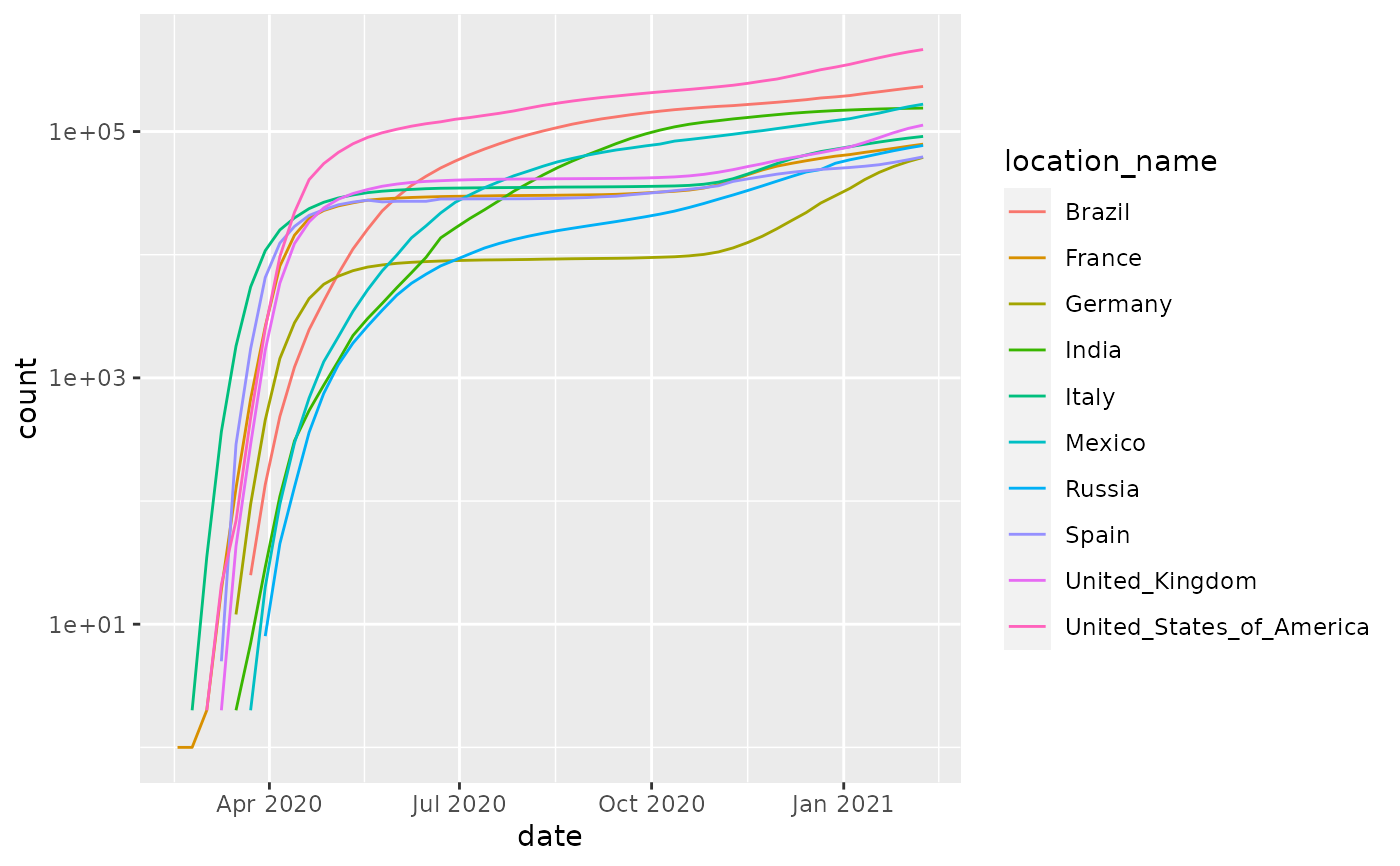 1e+05
1e+03
1e+01
count
Apr 2020
Jul 2020
Oct 2020
Jan 2021
date
location_name
Brazil
France
Germany
India
Italy
Mexico
Russia
Spain
United_Kingdom
United_States_of_America